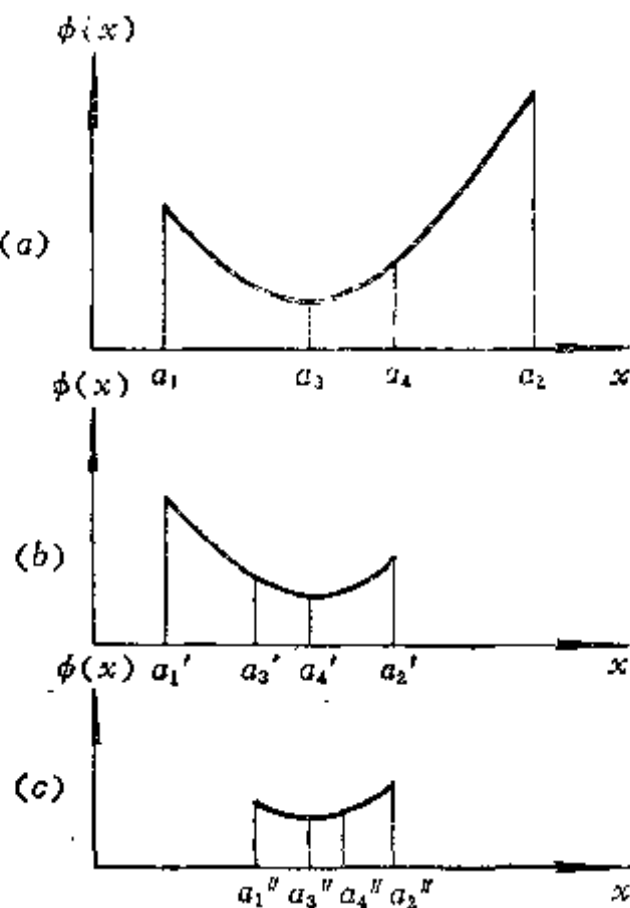 ϕ(x)
(a)
a₁ a₃ a₄ a₂ x
ϕ(x)
(b)
a₁′ a₃′ a₄′ a₂′ x
ϕ(x)
(c)
a₁″ a₃″ a₄″ a₂″ x